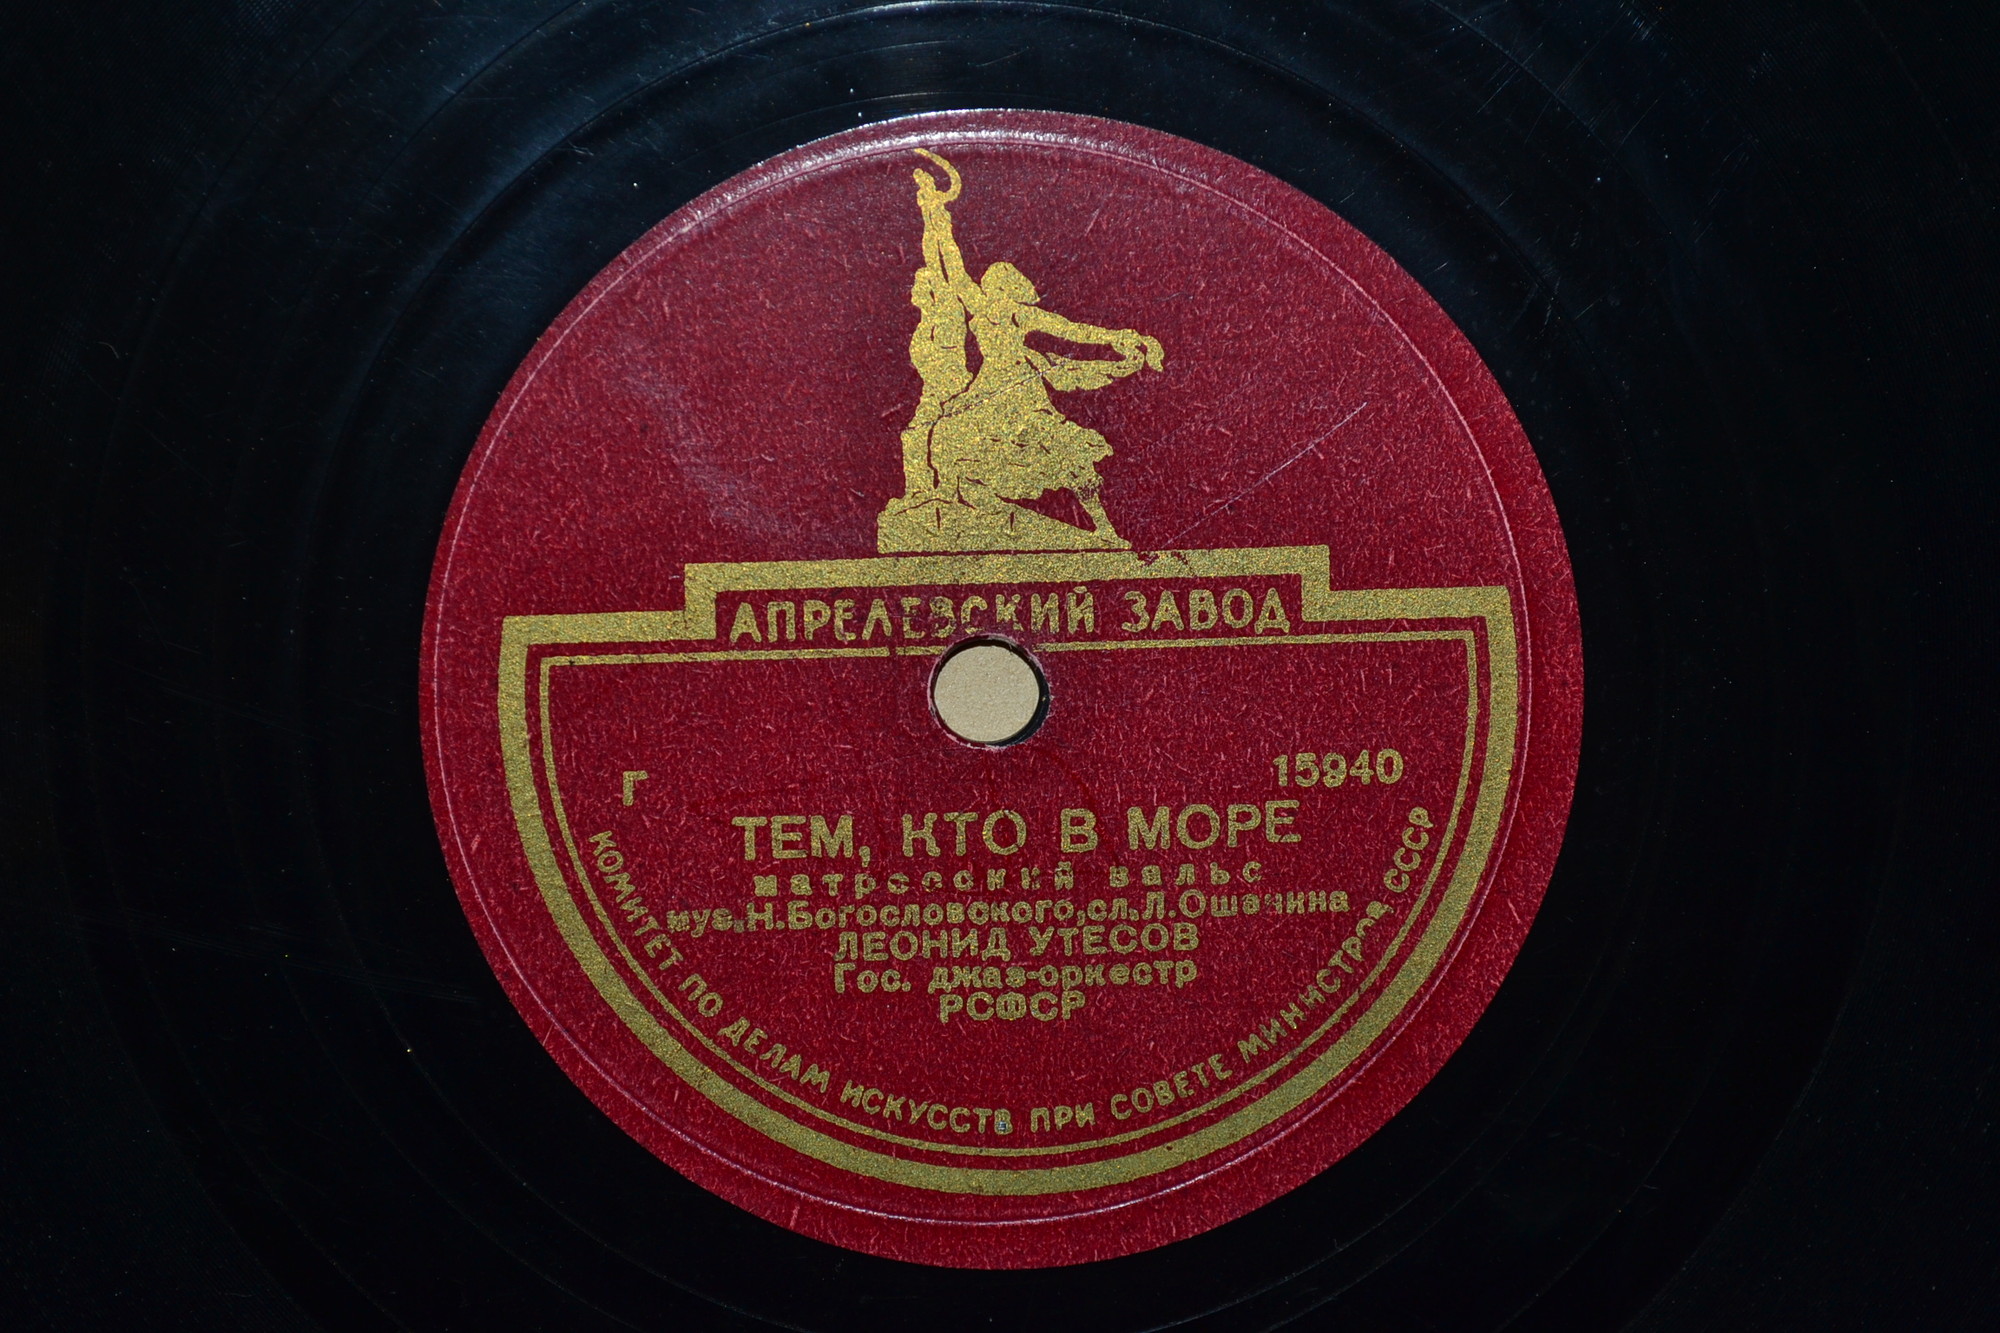 АПРЕЛЕВСКИЙ ЗАВОД
Г
15940
ТЕМ, КТО В МОРЕ
матросский вальс
муз. Н. Богословского, сл. Л. Ошанина
ЛЕОНИД УТЕСОВ
Гос. джаз-оркестр
РСФСР
КОМИТЕТ ПО ДЕЛАМ ИСКУССТВ ПРИ СОВЕТЕ МИНИСТРОВ СССР